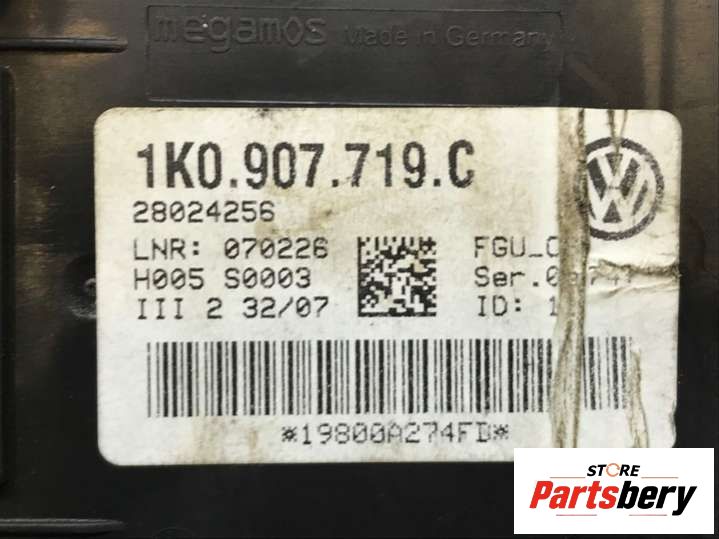 megamos Made in Germany
1K0.907.719.C
28024256
LNR: 070226
H005 S0003
III 2 32/07
ID:
*19800A274FD*
STORE
Partsbery